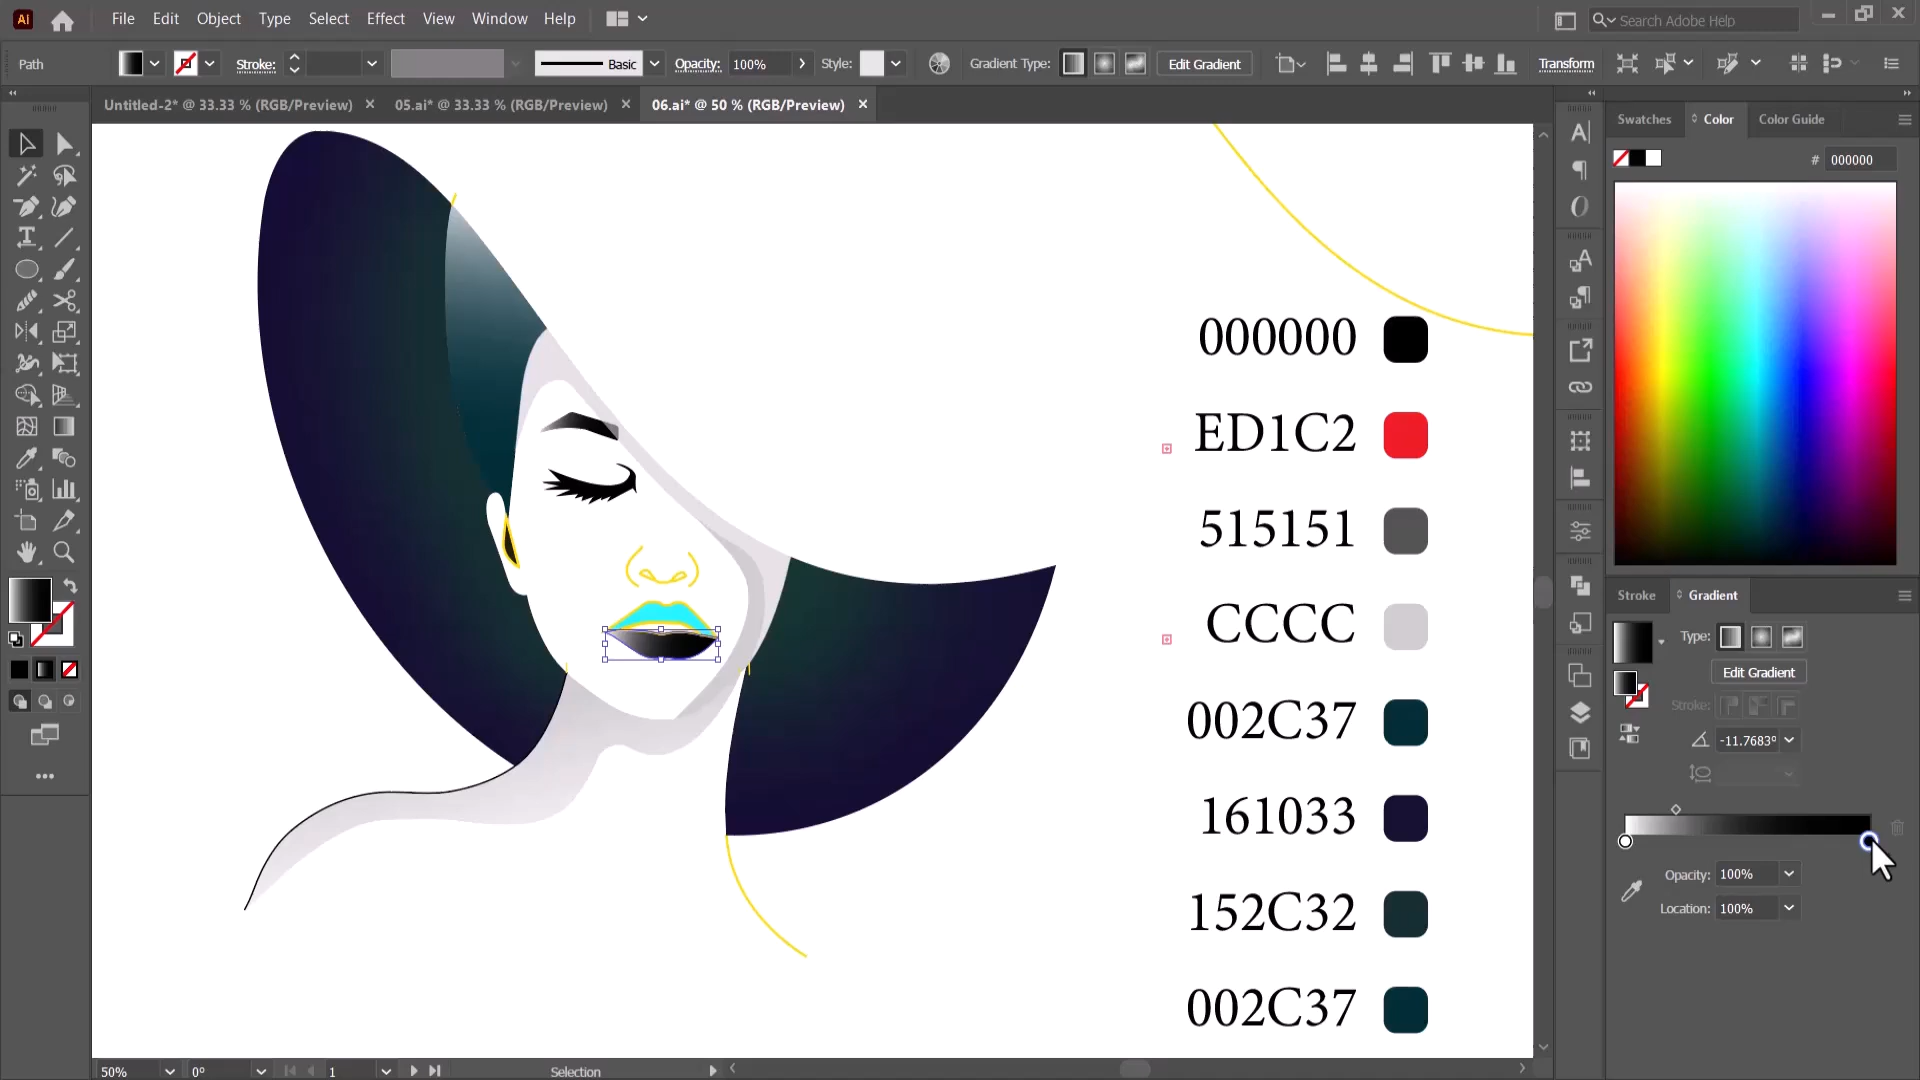 Ai File Edit Object Type Select Effect View Window Help Search Adobe Help
Path Stroke: Basic Opacity: 100% Style: Gradient Type: Edit Gradient Transform
Untitled-2* @ 33.33 % (RGB/Preview) × 05.ai* @ 33.33 % (RGB/Preview) × 06.ai* @ 50 % (RGB/Preview) ×
Swatches Color Color Guide
# 000000
000000
ED1C2
515151
CCCC
002C37
161033
152C32
002C37
Stroke Gradient
Type:
Edit Gradient
Stroke:
-11.7683°
Opacity: 100%
Location: 100%
50% 0° 1 Selection